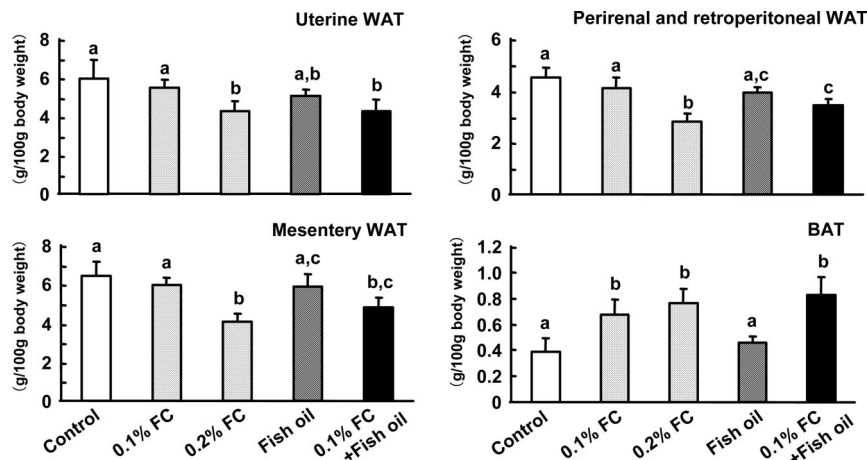 Uterine WAT
(g/100g body weight)
8
6
4
2
0
a
a
b
a,b
b
Perirenal and retroperitoneal WAT
(g/100g body weight)
6
4
2
0
a
a
b
a,c
c
Mesentery WAT
(g/100g body weight)
8
6
4
2
0
a
a
b
a,c
b,c
Control
0.1% FC
0.2% FC
Fish oil
0.1% FC
+Fish oil
BAT
(g/100g body weight)
1.2
1.0
0.8
0.6
0.4
0.2
0
a
b
b
a
b
Control
0.1% FC
0.2% FC
Fish oil
0.1% FC
+Fish oil